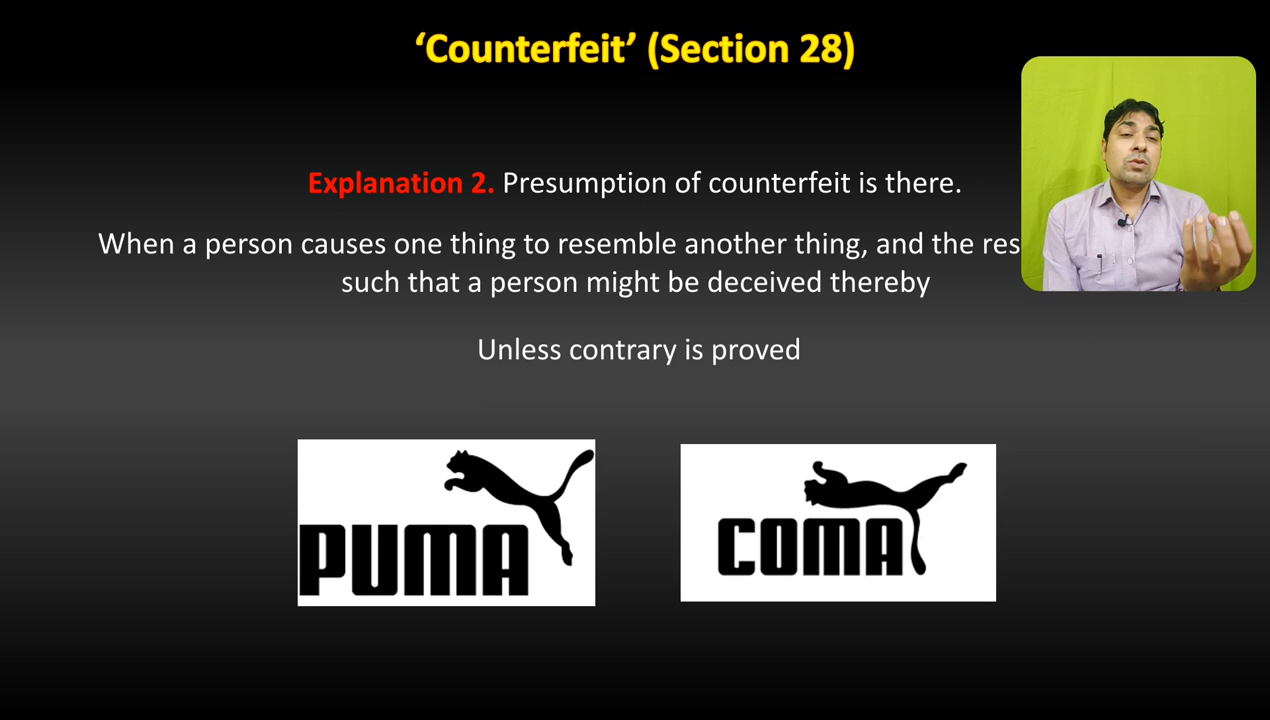 ‘Counterfeit’ (Section 28)
Explanation 2. Presumption of counterfeit is there.
When a person causes one thing to resemble another thing, and the
such that a person might be deceived thereby
Unless contrary is proved
PUMA
COMA